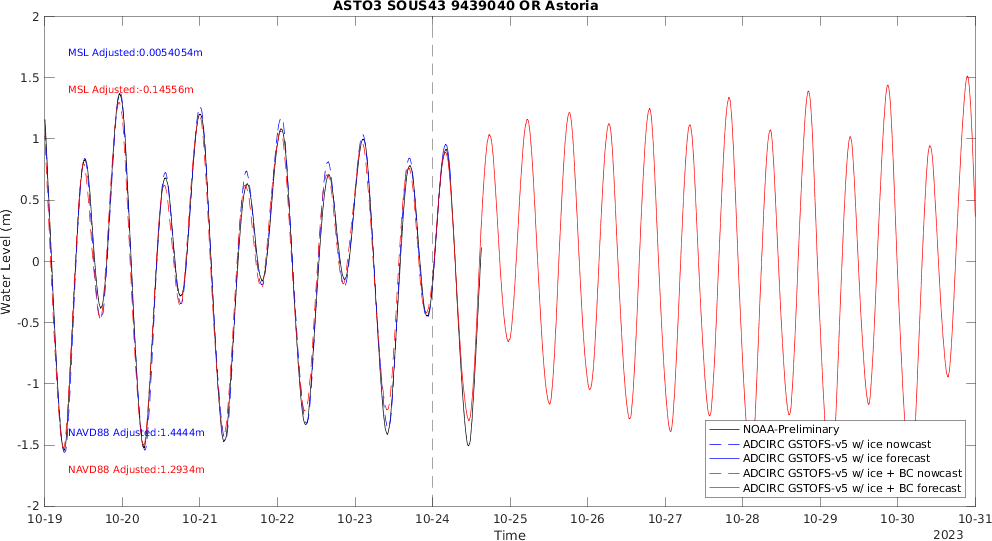 ASTO3 SOUS43 9439040 OR Astoria
2
1.5
1
0.5
0
-0.5
-1
-1.5
-2
Water Level (m)
MSL Adjusted:0.0054054m
MSL Adjusted:-0.14556m
NAVD88 Adjusted:1.4444m
NAVD88 Adjusted:1.2934m
NOAA-Preliminary
ADCIRC GSTOFS-v5 w/ ice nowcast
ADCIRC GSTOFS-v5 w/ ice forecast
ADCIRC GSTOFS-v5 w/ ice + BC nowcast
ADCIRC GSTOFS-v5 w/ ice + BC forecast
10-19 10-20 10-21 10-22 10-23 10-24 10-25 10-26 10-27 10-28 10-29 10-30 10-31
Time
2023